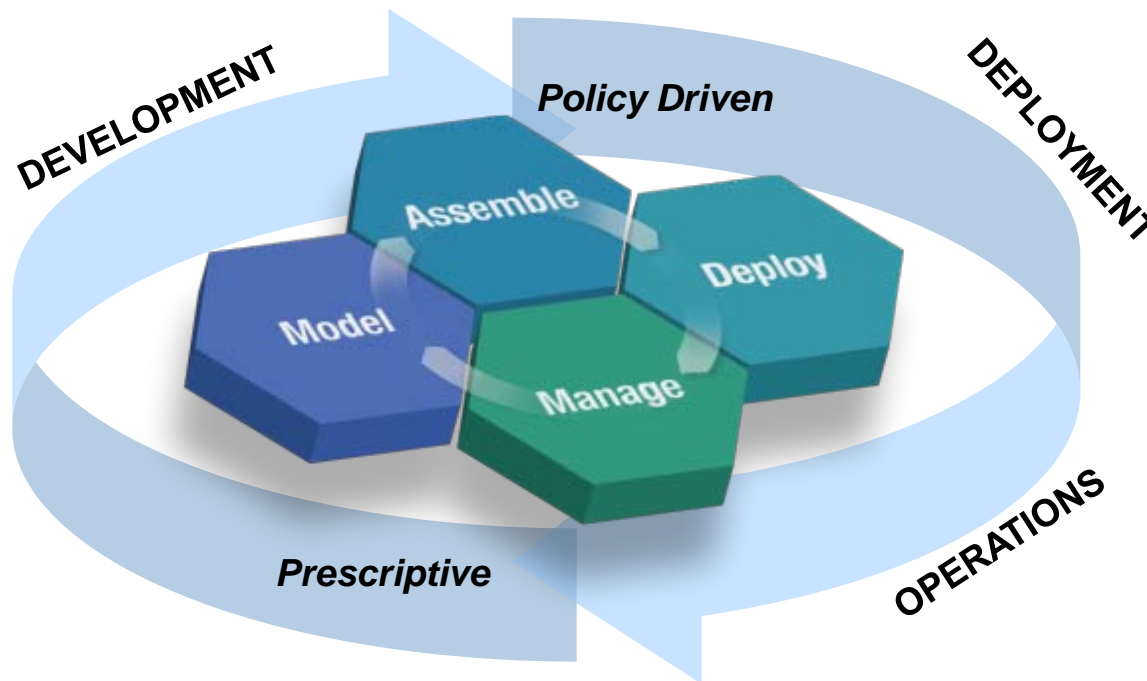 DEVELOPMENT
Policy Driven
DEPLOYMENT
Assemble
Deploy
Model
Manage
Prescriptive
OPERATIONS